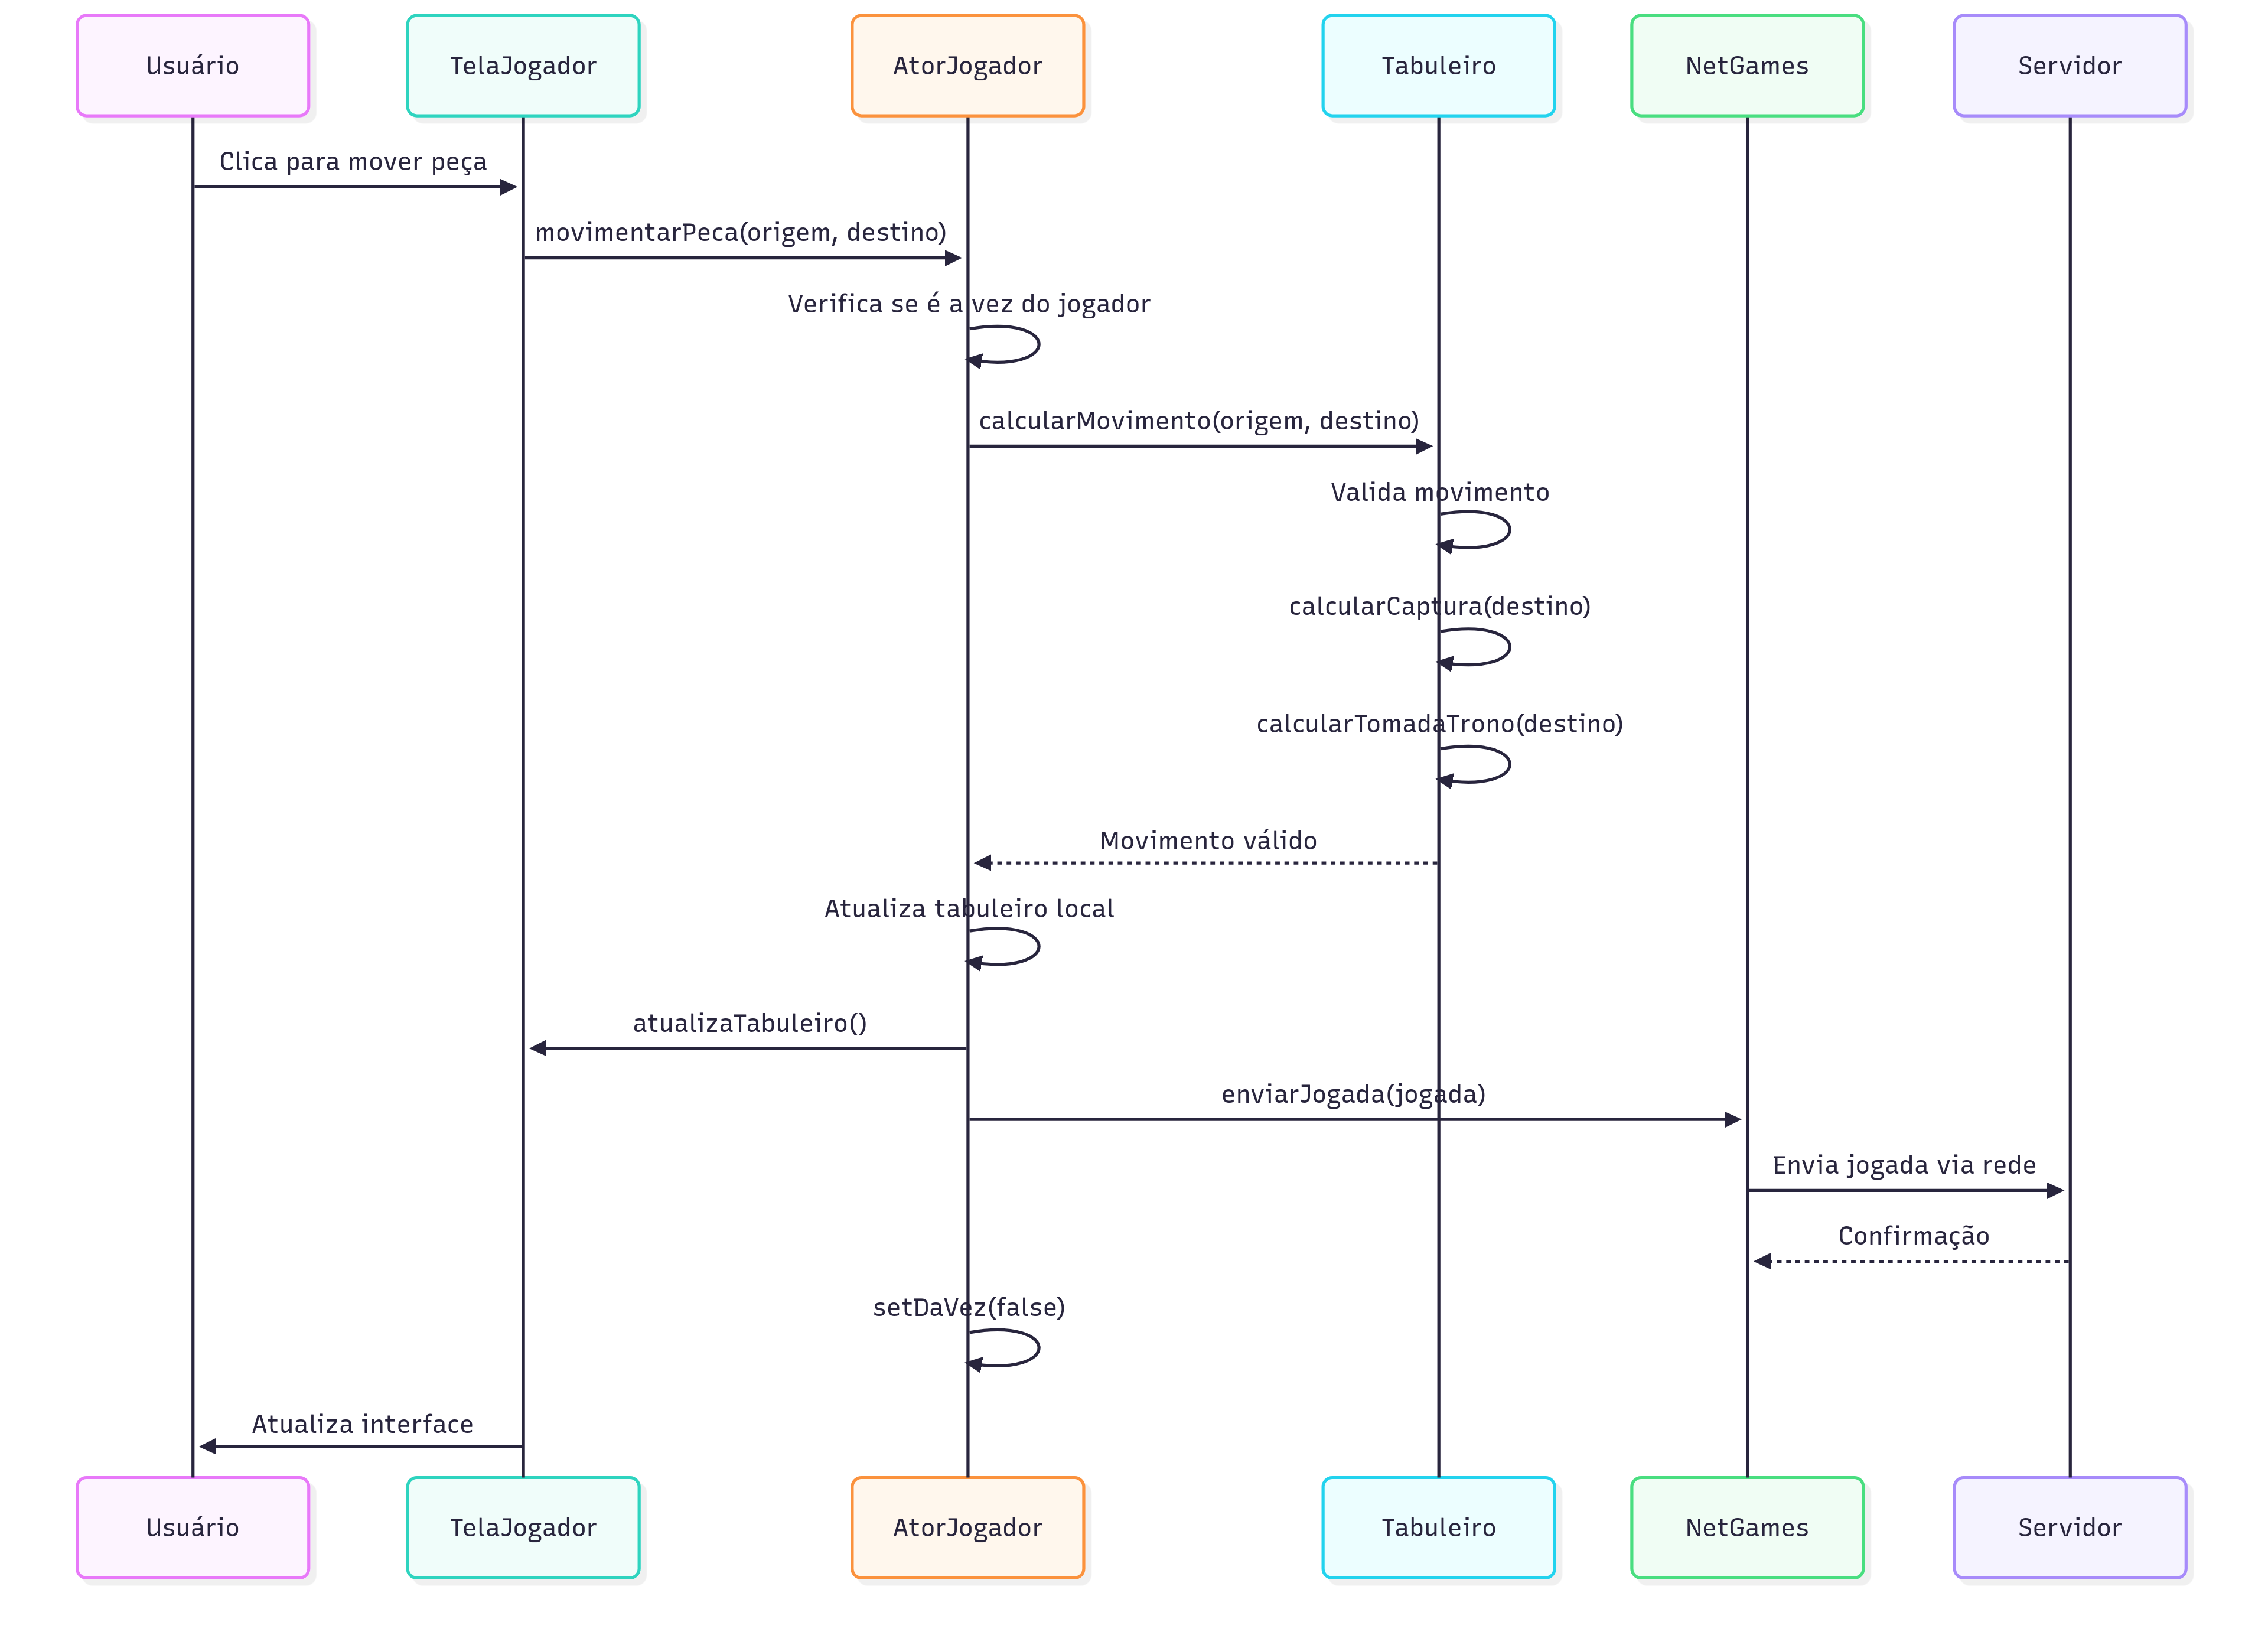 Usuário
TelaJogador
AtorJogador
Tabuleiro
NetGames
Servidor
Clica para mover peça
movimentarPeca(origem, destino)
Verifica se é a vez do jogador
calcularMovimento(origem, destino)
Valida movimento
calcularCaptura(destino)
calcularTomadaTrono(destino)
Movimento válido
Atualiza tabuleiro local
atualizaTabuleiro()
enviarJogada(jogada)
Envia jogada via rede
Confirmação
setDaVez(false)
Atualiza interface
Usuário
TelaJogador
AtorJogador
Tabuleiro
NetGames
Servidor